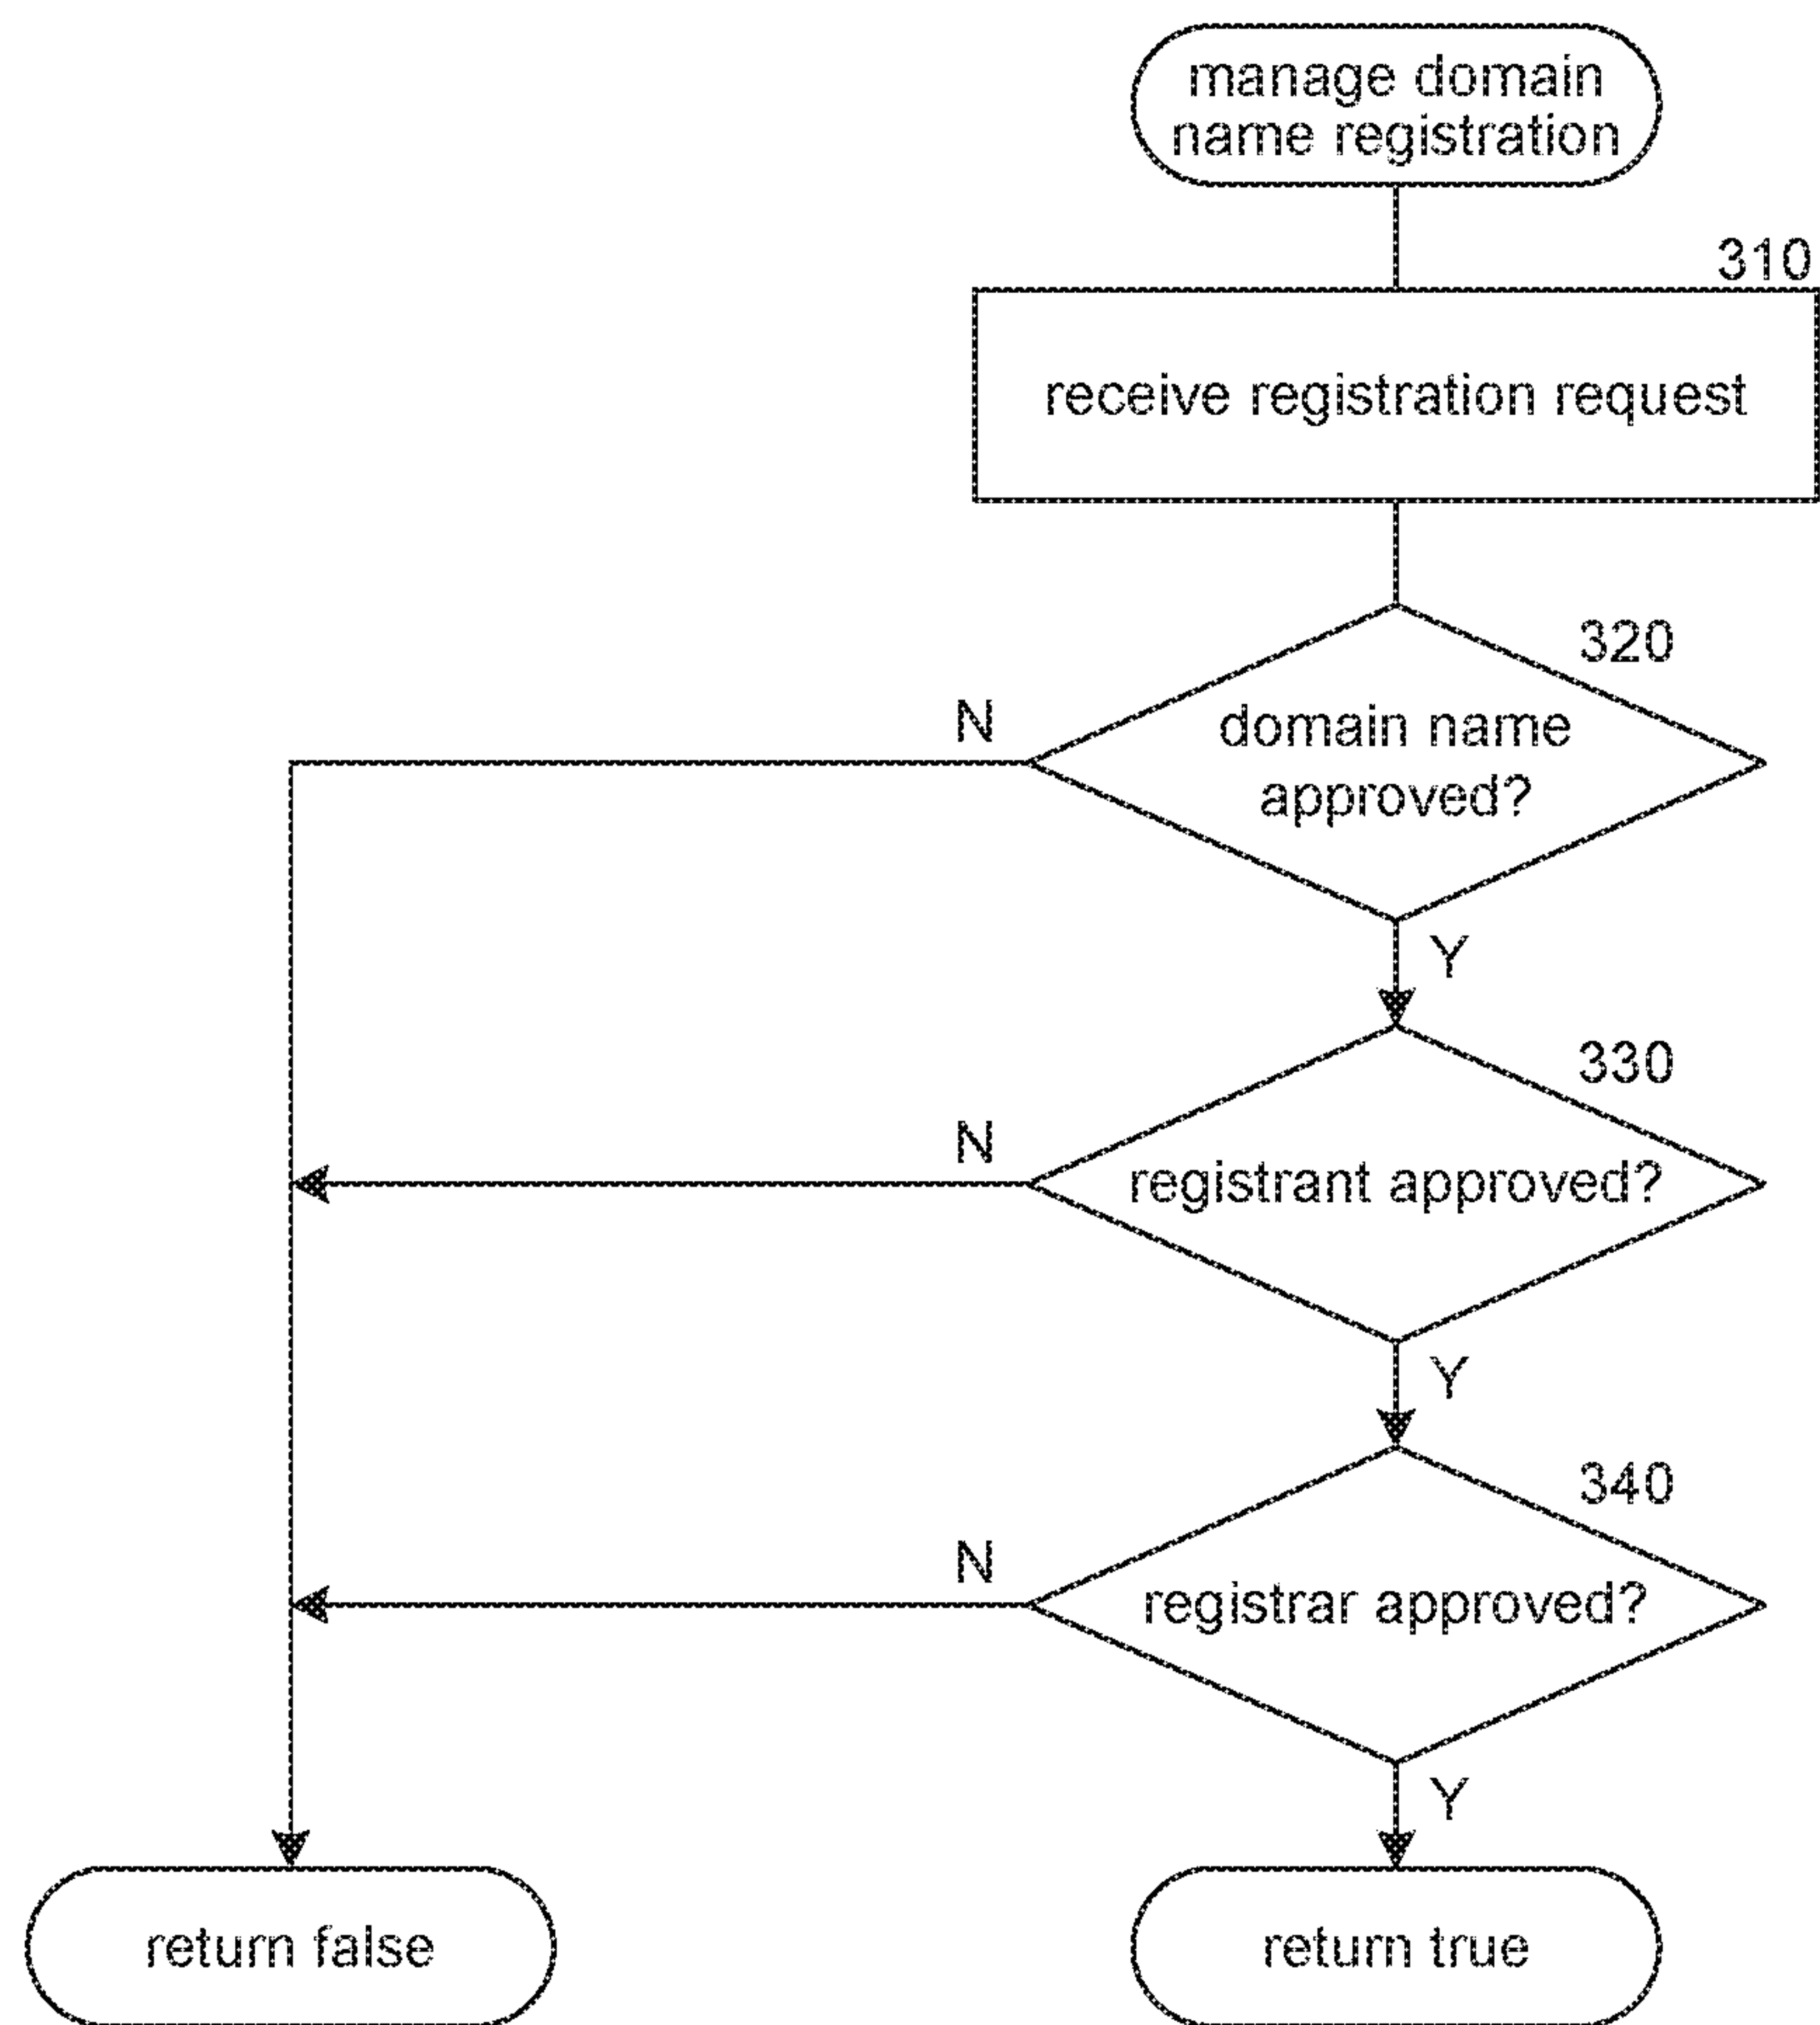 manage domain
name registration
310
receive registration request
320
domain name
approved?
N
Y
330
registrant approved?
N
Y
340
registrar approved?
N
Y
return false
return true